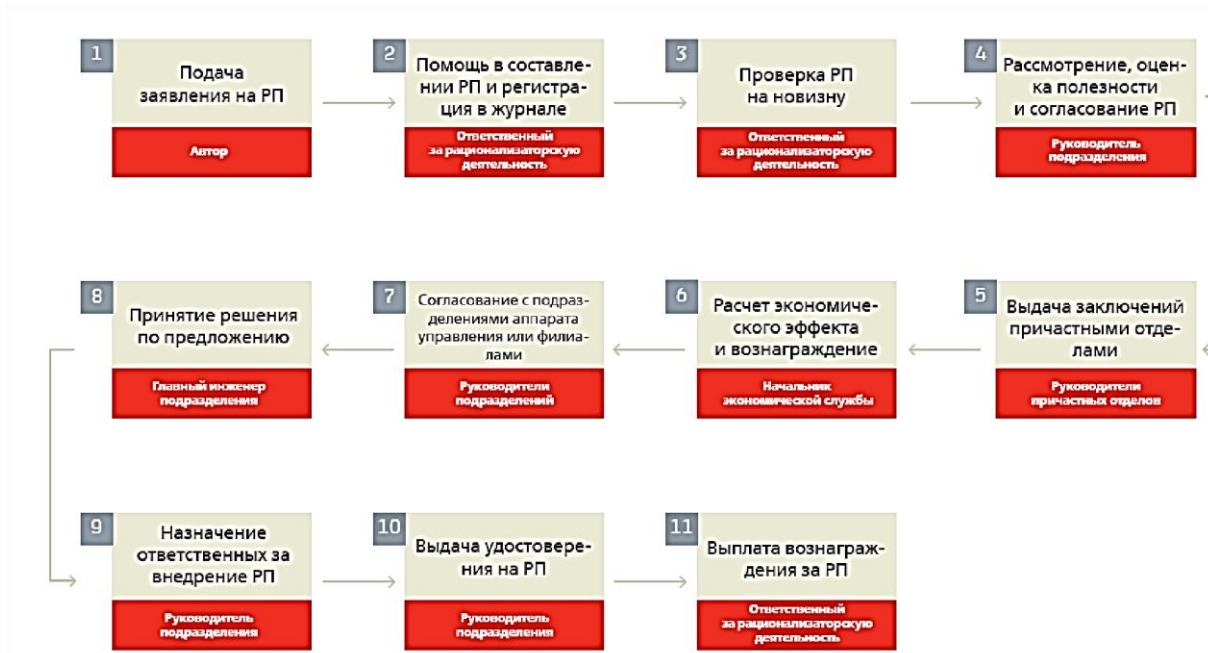 1
Подача
заявления на РП
Автор
2
Помощь в составле-
нии РП и регистра-
ция в журнале
Ответственный
за рационализаторскую
деятельность
3
Проверка РП
на новизну
Ответственный
за рационализаторскую
деятельность
4
Рассмотрение, оцен-
ка полезности
и согласование РП
Руководитель
подразделения
5
Выдача заключений
причастными отде-
лами
Руководители
причастных отделов
6
Расчет экономиче-
ского эффекта
и вознаграждение
Начальник
экономической службы
7
Согласование с подраз-
делениями аппарата
управления или филиа-
лами
Руководители
подразделений
8
Принятие решения
по предложению
Главный инженер
подразделения
9
Назначение
ответственных за
внедрение РП
Руководитель
подразделения
10
Выдача удостовере-
ния на РП
Руководитель
подразделения
11
Выплата вознаграж-
дения за РП
Ответственный
за рационализаторскую
деятельность